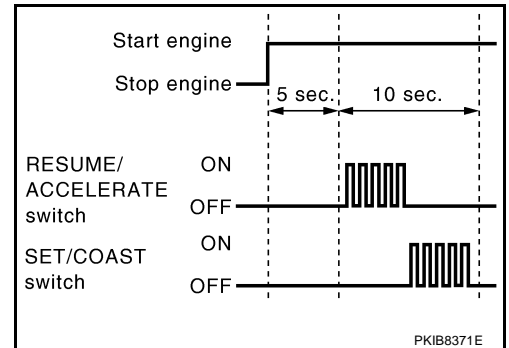 Start engine
Stop engine
5 sec. 10 sec.
RESUME/ ON
ACCELERATE
switch OFF
SET/COAST ON
switch OFF
PKIB8371E